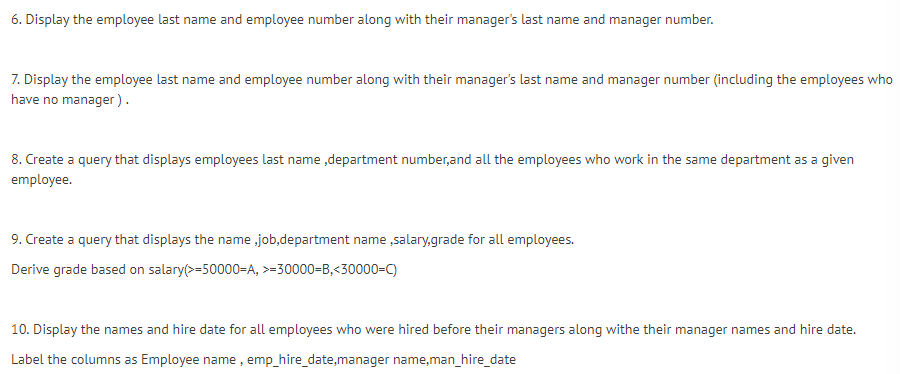 6. Display the employee last name and employee number along with their manager's last name and manager number.
7. Display the employee last name and employee number along with their manager's last name and manager number (including the employees who
have no manager ) .
8. Create a query that displays employees last name ,department number,and all the employees who work in the same department as a given
employee.
9. Create a query that displays the name ,job,department name ,salary,grade for all employees.
Derive grade based on salary(>=50000=A, >=30000=B,<30000=C)
10. Display the names and hire date for all employees who were hired before their managers along withe their manager names and hire date.
Label the columns as Employee name , emp_hire_date,manager name,man_hire_date